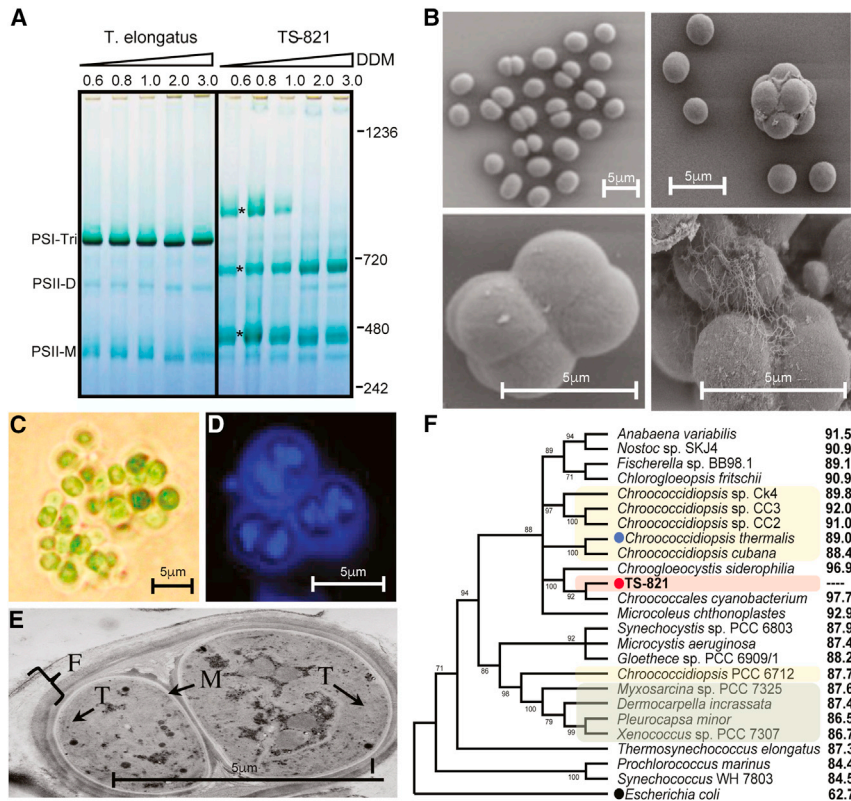 A
T. elongatus TS-821
DDM
0.6 0.8 1.0 2.0 3.0 0.6 0.8 1.0 2.0 3.0
1236
PSI-Tri
720
PSII-D
480
PSII-M
242
*
*
*
B
5µm
5µm
5µm
5µm
C
5µm
D
5µm
E
F
T
M
T
5µm
F
Anabaena variabilis 91.5
Nostoc sp. SKJ4 90.9
Fischerella sp. BB98.1 89.1
Chlorogloeopsis fritschii 90.9
Chroococcidiopsis sp. Ck4 89.8
Chroococcidiopsis sp. CC3 92.0
Chroococcidiopsis sp. CC2 91.0
Chroococcidiopsis thermalis 89.0
Chroococcidiopsis cubana 88.4
Chroogloeocystis siderophilia 96.9
TS-821 ----
Chroococcales cyanobacterium 97.7
Microcoleus chthonoplastes 92.9
Synechocystis sp. PCC 6803 87.9
Microcystis aeruginosa 87.4
Gloethece sp. PCC 6909/1 88.2
Chroococcidiopsis PCC 6712 87.7
Myxosarcina sp. PCC 7325 87.6
Dermocarpella incrassata 87.4
Pleurocapsa minor 86.5
Xenococcus sp. PCC 7307 86.7
Thermosynechococcus elongatus 87.3
Prochlorococcus marinus 84.4
Synechococcus WH 7803 84.5
Escherichia coli 62.7
94
89
71
97
100
88
100
100
92
94
92
86
98
100
79
99
71
100